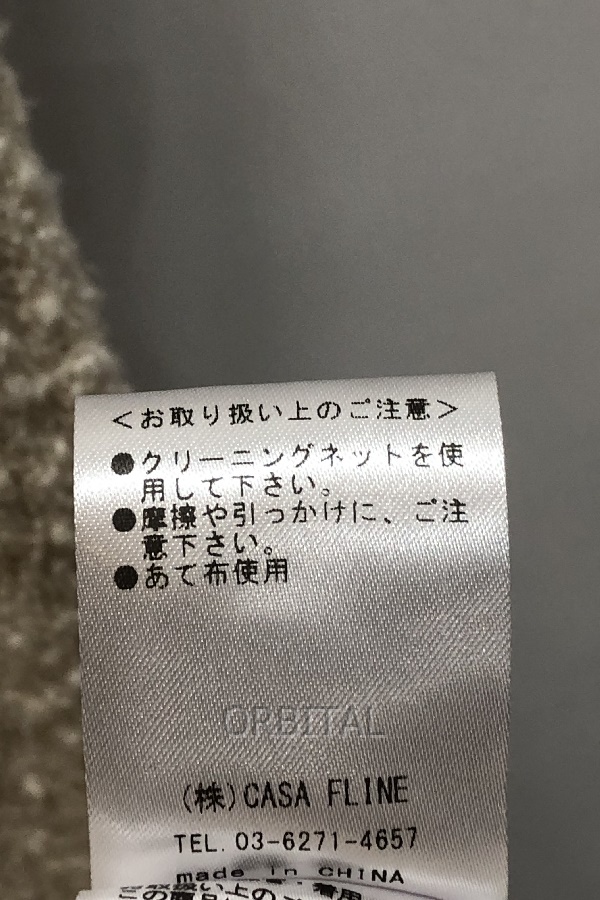 <お取り扱い上のご注意>
●クリーニングネットを使
用して下さい。
●摩擦や引っかけに、ご注
意下さい。
●あて布使用
ORBITAL
(株)CASA FLINE
TEL.03-6271-4657
made in CHINA